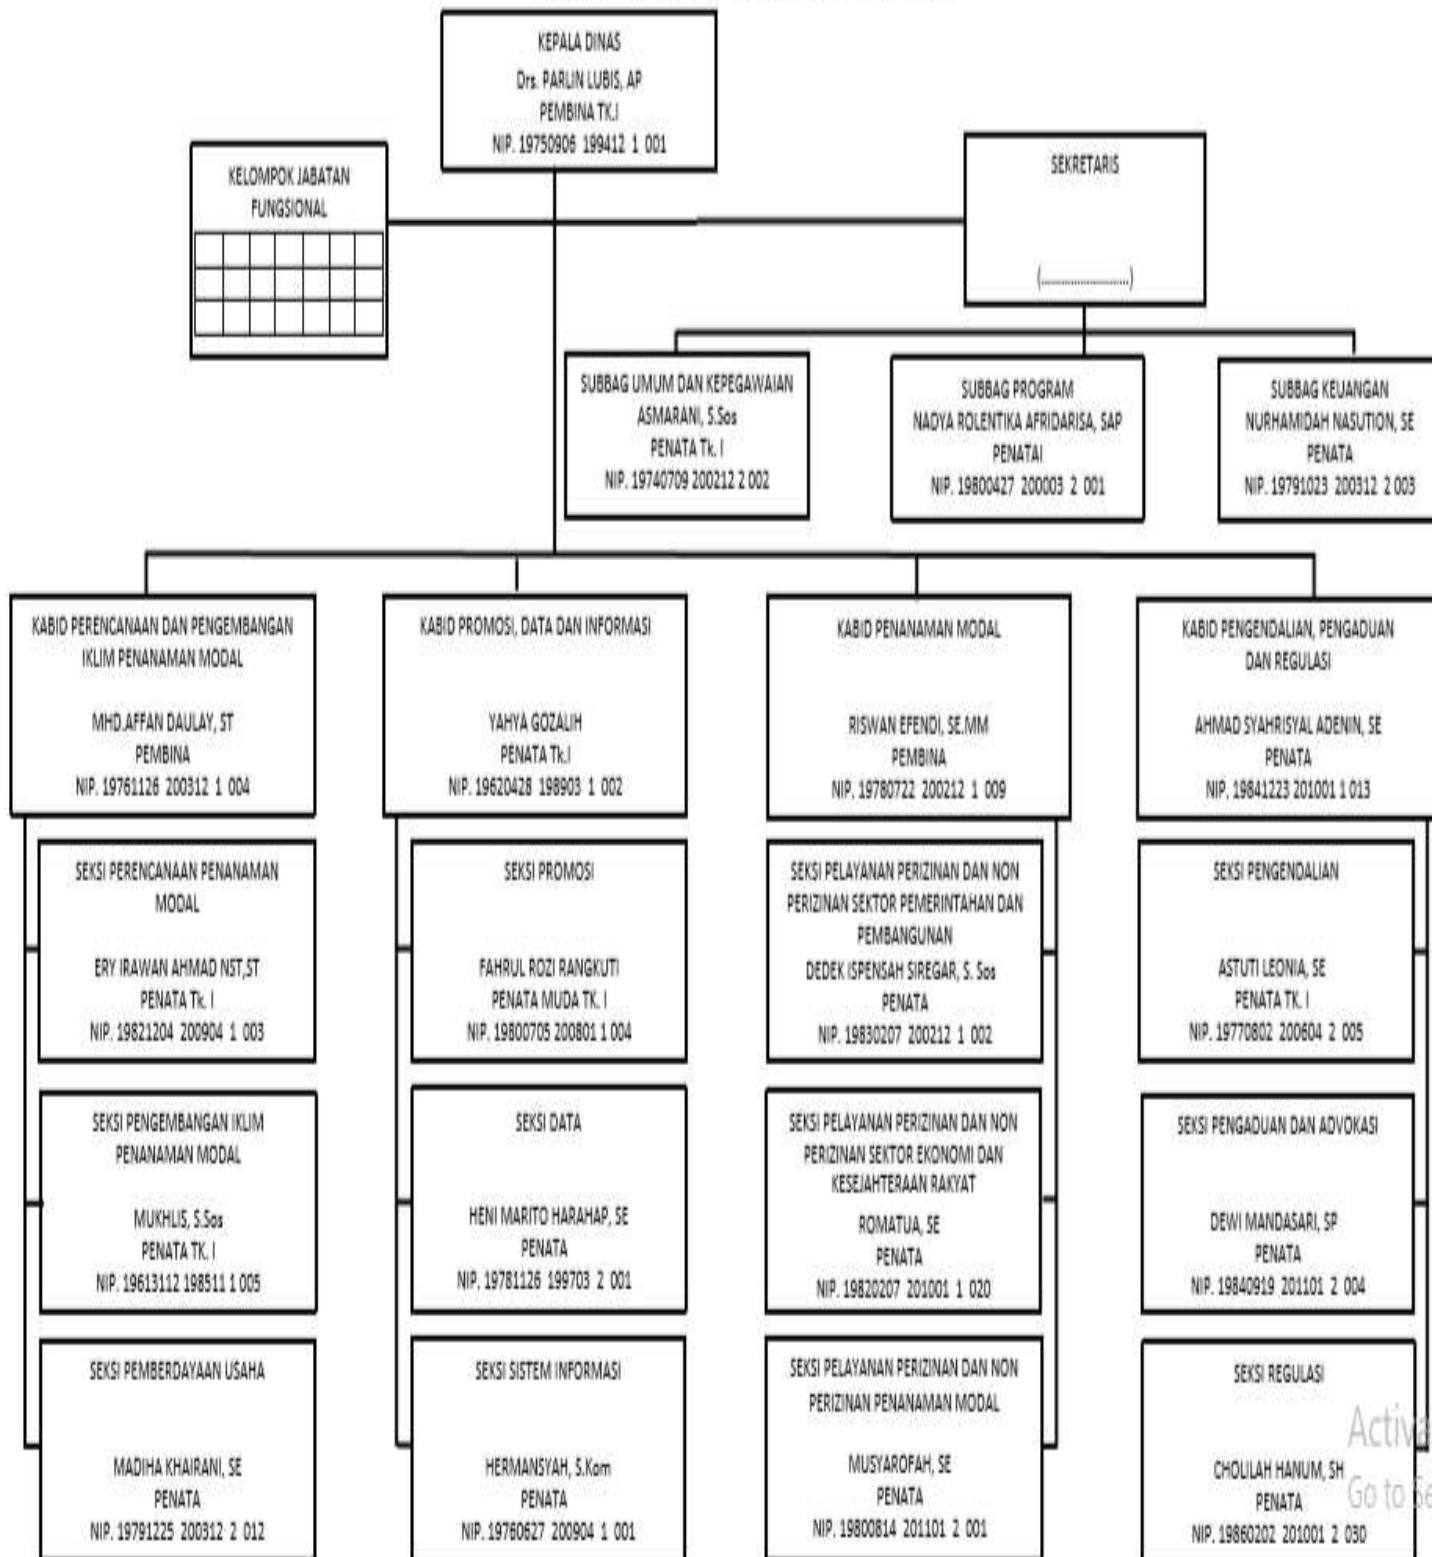 KEPALA DINAS
Drs. PARLIN LUBIS, AP
PEMBINA TK.I
NIP. 19750906 199412 1 001
KELOMPOK JABATAN
FUNGSIONAL
SEKRETARIS
(............................)
SUBBAG UMUM DAN KEPEGAWAIAN
ASMARANI, S.Sos
PENATA Tk. I
NIP. 19740709 200212 2 002
SUBBAG PROGRAM
NADYA ROLENTIKA AFRIDARISA, SAP
PENATAI
NIP. 19800427 200003 2 001
SUBBAG KEUANGAN
NURHAMIDAH NASUTION, SE
PENATA
NIP. 19791023 200312 2 003
KABID PERENCANAAN DAN PENGEMBANGAN
IKLIM PENANAMAN MODAL
MHD.AFFAN DAULAY, ST
PEMBINA
NIP. 19761126 200312 1 004
KABID PROMOSI, DATA DAN INFORMASI
YAHYA GOZALIH
PENATA Tk.I
NIP. 19620428 198903 1 002
KABID PENANAMAN MODAL
RISWAN EFENDI, SE.MM
PEMBINA
NIP. 19780722 200212 1 009
KABID PENGENDALIAN, PENGADUAN
DAN REGULASI
AHMAD SYAHRISYAL ADENIN, SE
PENATA
NIP. 19841223 201001 1 013
SEKSI PERENCANAAN PENANAMAN
MODAL
ERY IRAWAN AHMAD NST,ST
PENATA Tk. I
NIP. 19821204 200904 1 003
SEKSI PROMOSI
FAHRUL ROZI RANGKUTI
PENATA MUDA TK. I
NIP. 19800705 200801 1 004
SEKSI PELAYANAN PERIZINAN DAN NON
PERIZINAN SEKTOR PEMERINTAHAN DAN
PEMBANGUNAN
DEDEK ISPENSAH SIREGAR, S. Sos
PENATA
NIP. 19830207 200212 1 002
SEKSI PENGENDALIAN
ASTUTI LEONIA, SE
PENATA TK. I
NIP. 19770802 200604 2 005
SEKSI PENGEMBANGAN IKLIM
PENANAMAN MODAL
MUKHLIS, S.Sos
PENATA TK. I
NIP. 19613112 198511 1 005
SEKSI DATA
HENI MARITO HARAHAP, SE
PENATA
NIP. 19781126 199703 2 001
SEKSI PELAYANAN PERIZINAN DAN NON
PERIZINAN SEKTOR EKONOMI DAN
KESEJAHTERAAN RAKYAT
ROMATUA, SE
PENATA
NIP. 19820207 201001 1 020
SEKSI PENGADUAN DAN ADVOKASI
DEWI MANDASARI, SP
PENATA
NIP. 19840919 201101 2 004
SEKSI PEMBERDAYAAN USAHA
MADIHA KHAIRANI, SE
PENATA
NIP. 19791225 200312 2 012
SEKSI SISTEM INFORMASI
HERMANSYAH, S.Kom
PENATA
NIP. 19760627 200904 1 001
SEKSI PELAYANAN PERIZINAN DAN NON
PERIZINAN PENANAMAN MODAL
MUSYAROFAH, SE
PENATA
NIP. 19800814 201101 2 001
SEKSI REGULASI
CHOLILAH HANUM, SH
PENATA
NIP. 19860202 201001 2 030
Activa
Go to Se